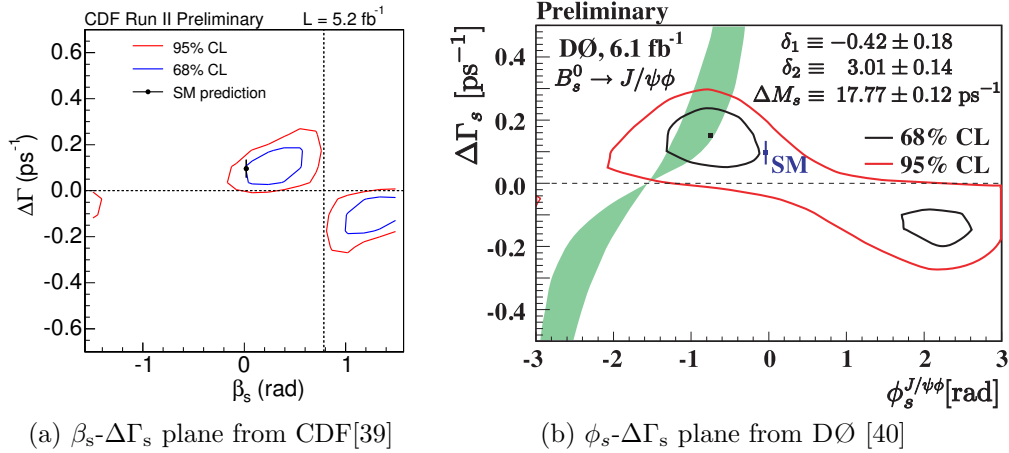 CDF Run II Preliminary L = 5.2 fb⁻¹
0.6
0.4
0.2
0.0
-0.2
-0.4
-0.6
ΔΓ (ps⁻¹)
95% CL
68% CL
SM prediction
-1 0 1
βs (rad)
(a) βs-ΔΓs plane from CDF[39]
Preliminary
DØ, 6.1 fb⁻¹
B⁰s → J/ψϕ
δ1 ≡ −0.42 ± 0.18
δ2 ≡ 3.01 ± 0.14
ΔMs ≡ 17.77 ± 0.12 ps⁻¹
68% CL
95% CL
SM
ΔΓs [ps⁻¹]
0.4
0.2
0.0
-0.2
-0.4
-3 -2 -1 0 1 2 3
ϕs^J/ψϕ [rad]
(b) ϕs-ΔΓs plane from DØ [40]